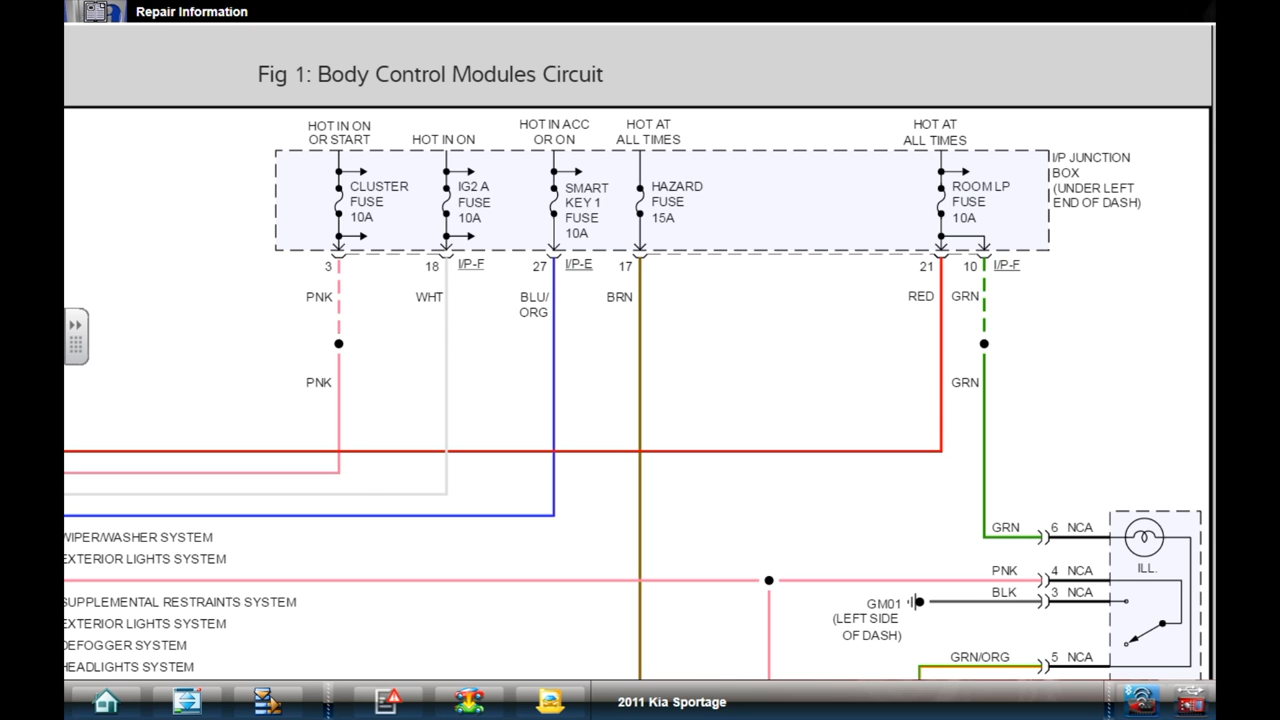 Repair Information
Fig 1: Body Control Modules Circuit
HOT IN ON
OR START
HOT IN ON
HOT IN ACC
OR ON
HOT AT
ALL TIMES
HOT AT
ALL TIMES
CLUSTER
FUSE
10A
IG2 A
FUSE
10A
SMART
KEY 1
FUSE
10A
HAZARD
FUSE
15A
ROOM LP
FUSE
10A
I/P JUNCTION
BOX
(UNDER LEFT
END OF DASH)
3
18
I/P-F
27
I/P-E
17
21
10
I/P-F
PNK
WHT
BLU/
ORG
BRN
RED
GRN
PNK
GRN
WIPER/WASHER SYSTEM
EXTERIOR LIGHTS SYSTEM
SUPPLEMENTAL RESTRAINTS SYSTEM
EXTERIOR LIGHTS SYSTEM
DEFOGGER SYSTEM
HEADLIGHTS SYSTEM
GRN 6 NCA
ILL.
PNK 4 NCA
BLK 3 NCA
GM01
(LEFT SIDE
OF DASH)
GRN/ORG 5 NCA
2011 Kia Sportage